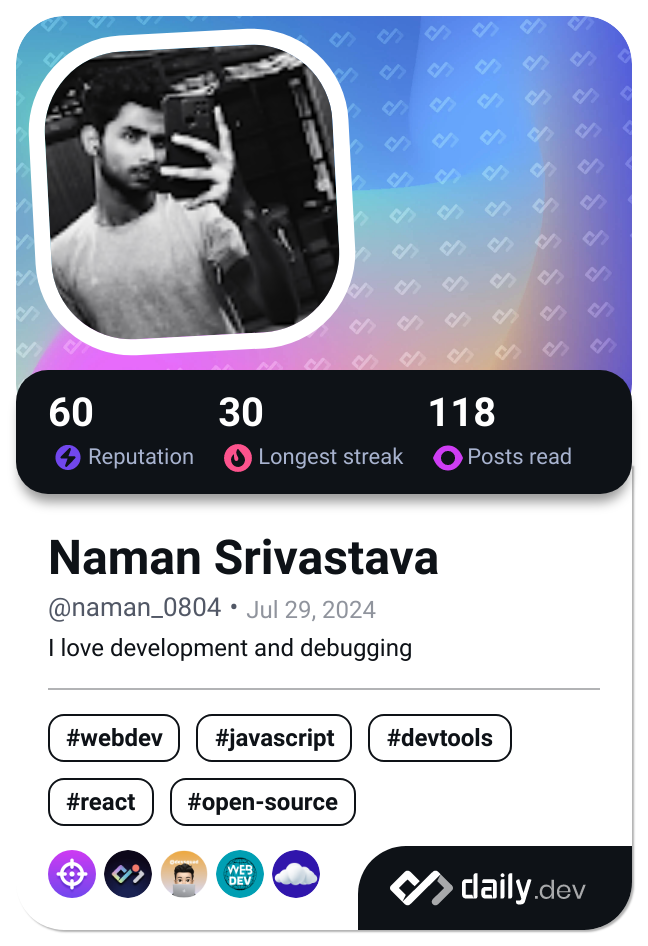 60 30 118
Reputation Longest streak Posts read
Naman Srivastava
@naman_0804 • Jul 29, 2024
I love development and debugging
#webdev #javascript #devtools
#react #open-source
WEB
DEV
daily.dev